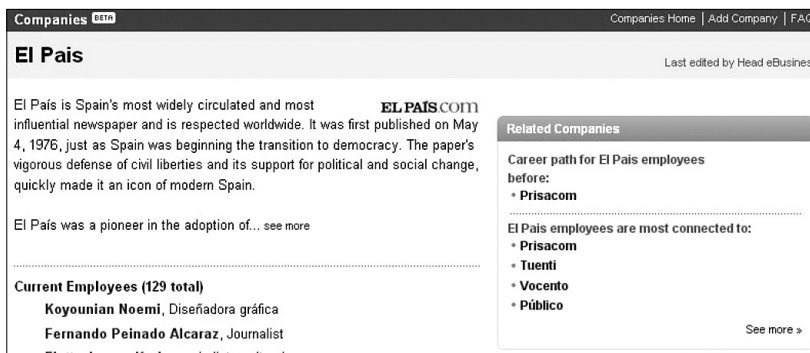 Companies BETA
Companies Home | Add Company | FAQ
El Pais
Last edited by Head eBusines
El País is Spain's most widely circulated and most
influential newspaper and is respected worldwide. It was first published on May
4, 1976, just as Spain was beginning the transition to democracy. The paper's
vigorous defense of civil liberties and its support for political and social change,
quickly made it an icon of modern Spain.
EL PAÍS.com
El País was a pioneer in the adoption of... see more
Current Employees (129 total)
Koyounian Noemi, Diseñadora gráfica
Fernando Peinado Alcaraz, Journalist
Related Companies
Career path for El Pais employees
before:
• Prisacom
El Pais employees are most connected to:
• Prisacom
• Tuenti
• Vocento
• Público
See more »